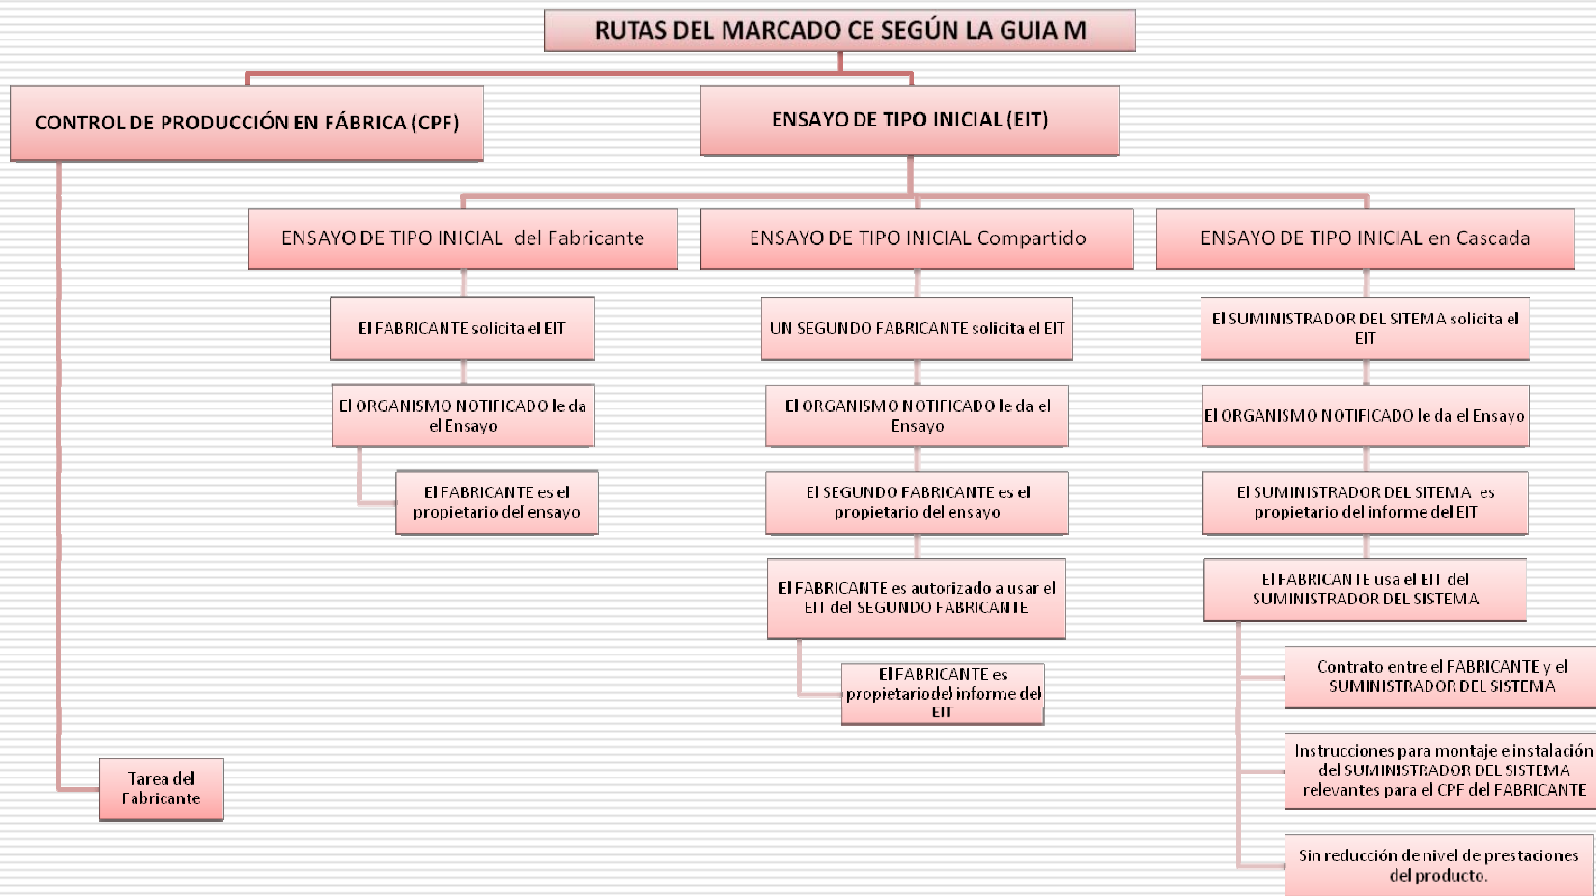 RUTAS DEL MARCADO CE SEGÚN LA GUIA M
CONTROL DE PRODUCCIÓN EN FÁBRICA (CPF)
ENSAYO DE TIPO INICIAL (EIT)
ENSAYO DE TIPO INICIAL del Fabricante
ENSAYO DE TIPO INICIAL Compartido
ENSAYO DE TIPO INICIAL en Cascada
El FABRICANTE solicita el EIT
El ORGANISMO NOTIFICADO le da
el Ensayo
El FABRICANTE es el
propietario del ensayo
UN SEGUNDO FABRICANTE solicita el EIT
El ORGANISMO NOTIFICADO le da el
Ensayo
El SEGUNDO FABRICANTE es el
propietario del ensayo
El FABRICANTE es autorizado a usar el
EIT del SEGUNDO FABRICANTE
El FABRICANTE es
propietario del informe del
EIT
El SUMINISTRADOR DEL SITEMA solicita el
EIT
El ORGANISMO NOTIFICADO le da el Ensayo
El SUMINISTRADOR DEL SITEMA es
propietario del informe del EIT
El FABRICANTE usa el EIT del
SUMINISTRADOR DEL SISTEMA
Contrato entre el FABRICANTE y el
SUMINISTRADOR DEL SISTEMA
Instrucciones para montaje e instalación
del SUMINISTRADOR DEL SISTEMA
relevantes para el CPF del FABRICANTE
Sin reducción de nivel de prestaciones
del producto.
Tarea del
Fabricante